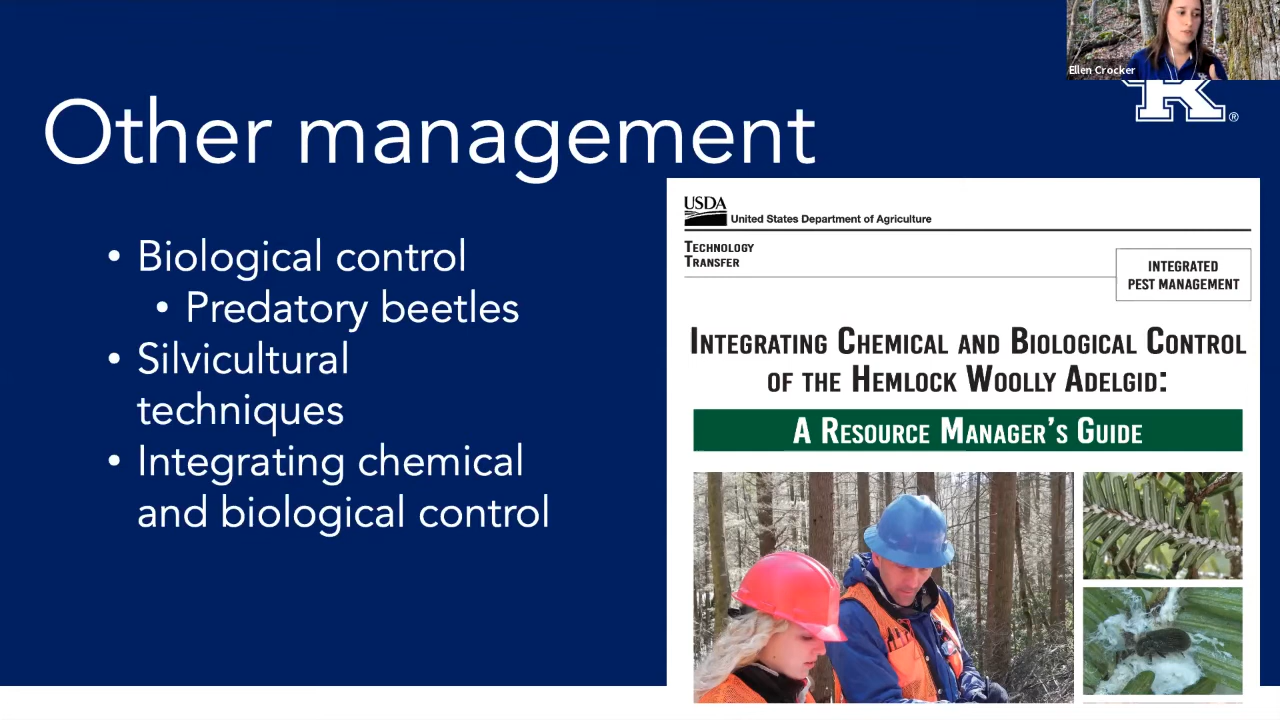 Ellen Crocker
®
Other management
• Biological control
• Predatory beetles
• Silvicultural
techniques
• Integrating chemical
and biological control
USDA
United States Department of Agriculture
TECHNOLOGY
TRANSFER
INTEGRATED
PEST MANAGEMENT
INTEGRATING CHEMICAL AND BIOLOGICAL CONTROL
OF THE HEMLOCK WOOLLY ADELGID:
A RESOURCE MANAGER'S GUIDE